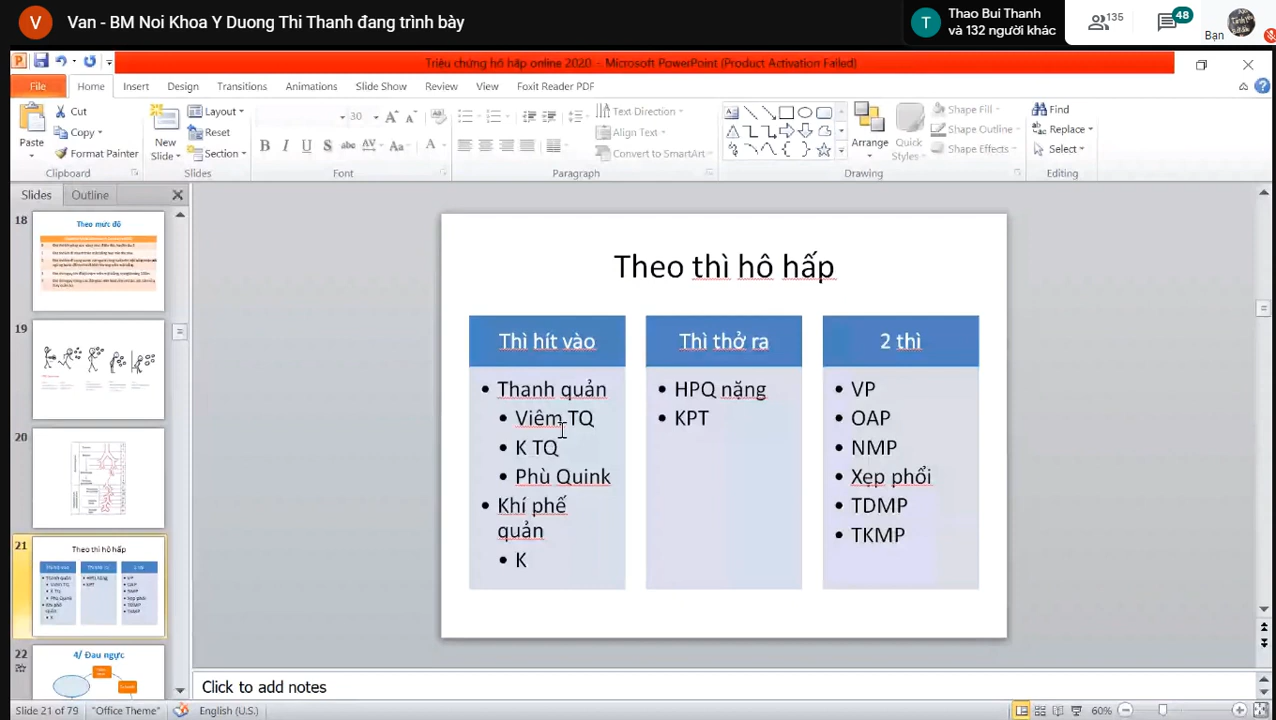 Van - BM Noi Khoa Y Duong Thi Thanh đang trình bày
Thao Bui Thanh
và 132 người khác
135
48
Bạn
Triệu chứng hô hấp online 2020 - Microsoft PowerPoint (Product Activation Failed)
File Home Insert Design Transitions Animations Slide Show Review View Foxit Reader PDF
Paste
Cut
Copy
Format Painter
Clipboard
New Slide
Layout
Reset
Section
Slides
30
Font
Text Direction
Align Text
Convert to SmartArt
Paragraph
Arrange
Quick Styles
Shape Fill
Shape Outline
Shape Effects
Drawing
Find
Replace
Select
Editing
Slides Outline
18
Theo mức độ
19
20
21
Theo thì hô hấp
22
4/ Đau ngực
Theo thì hô hấp
Thì hít vào
• Thanh quản
• Viêm TQ
• K TQ
• Phù Quink
• Khí phế
quản
• K
Thì thở ra
• HPQ nặng
• KPT
2 thì
• VP
• OAP
• NMP
• Xẹp phổi
• TDMP
• TKMP
Click to add notes
Slide 21 of 79 "Office Theme" English (U.S.) 60%